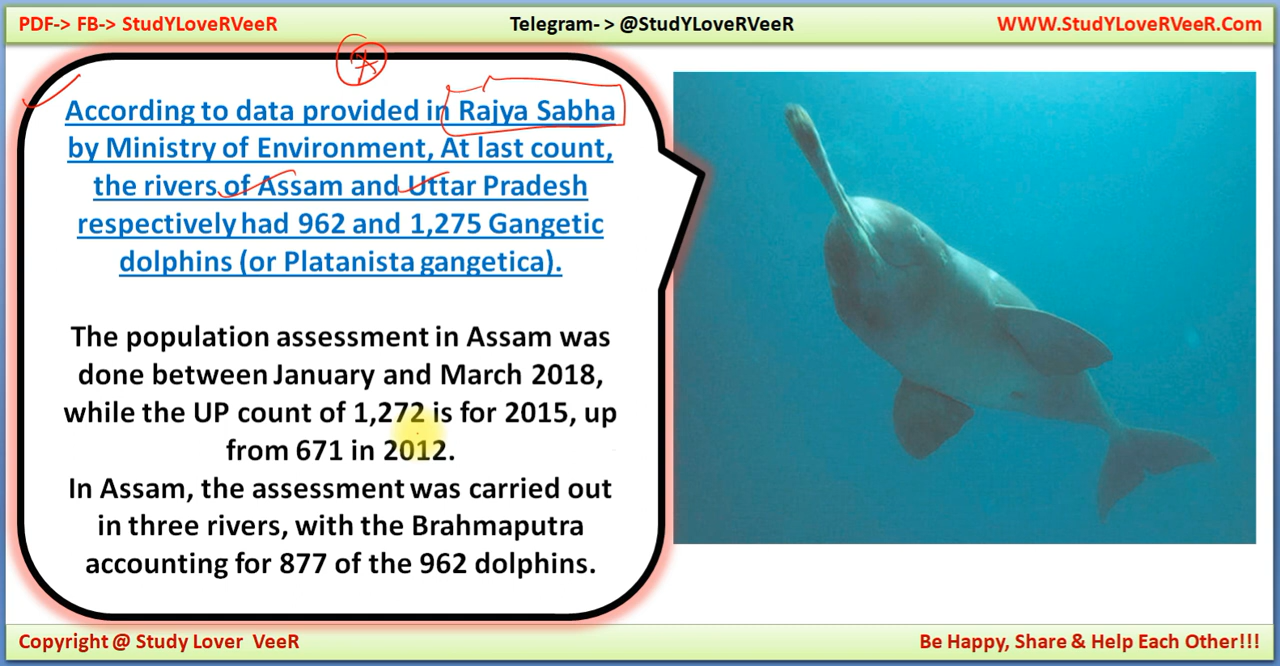 PDF-> FB-> StudYLoveRVeeR
Telegram- > @StudYLoveRVeeR
WWW.StudYLoveRVeeR.Com
According to data provided in Rajya Sabha
by Ministry of Environment, At last count,
the rivers of Assam and Uttar Pradesh
respectively had 962 and 1,275 Gangetic
dolphins (or Platanista gangetica).
The population assessment in Assam was
done between January and March 2018,
while the UP count of 1,272 is for 2015, up
from 671 in 2012.
In Assam, the assessment was carried out
in three rivers, with the Brahmaputra
accounting for 877 of the 962 dolphins.
Copyright @ Study Lover VeeR
Be Happy, Share & Help Each Other!!!